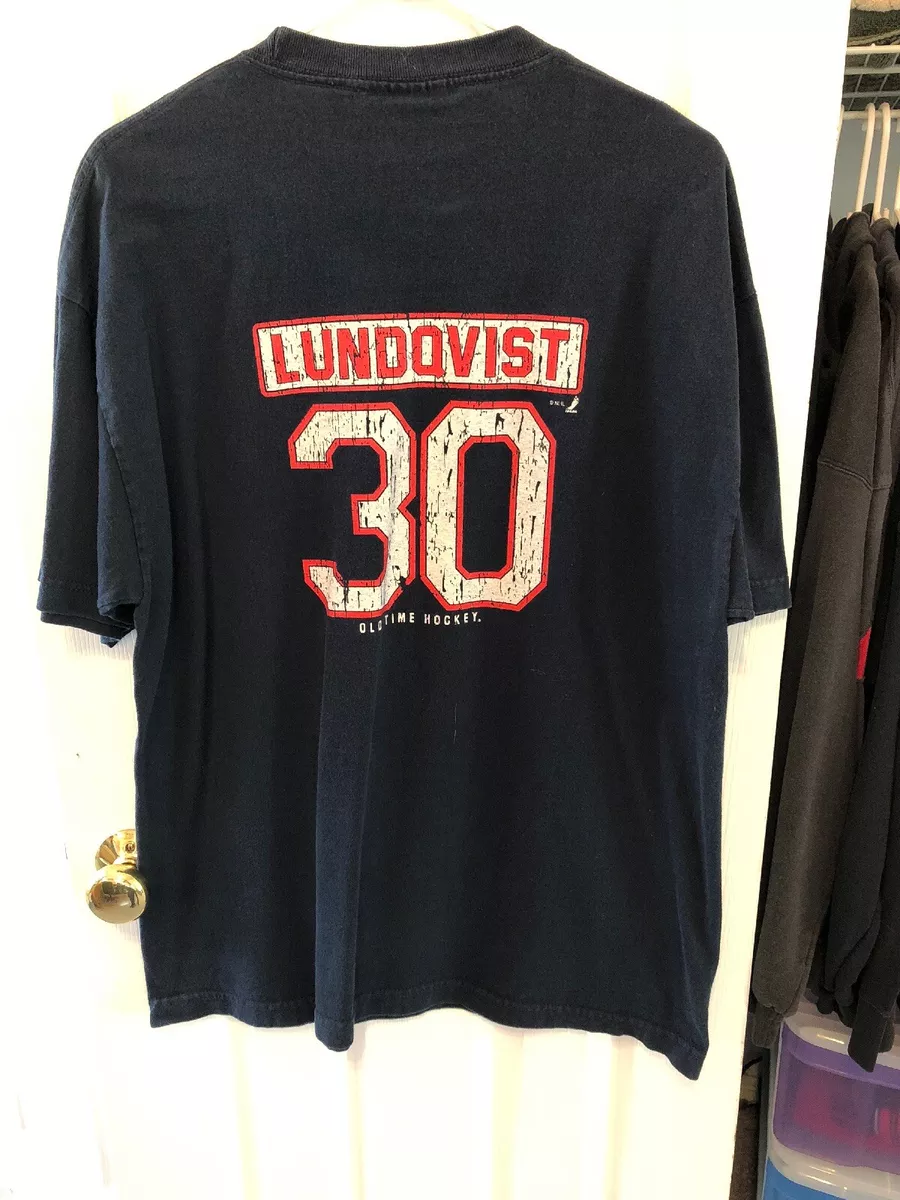 LUNDQVIST
30
OLD TIME HOCKEY.